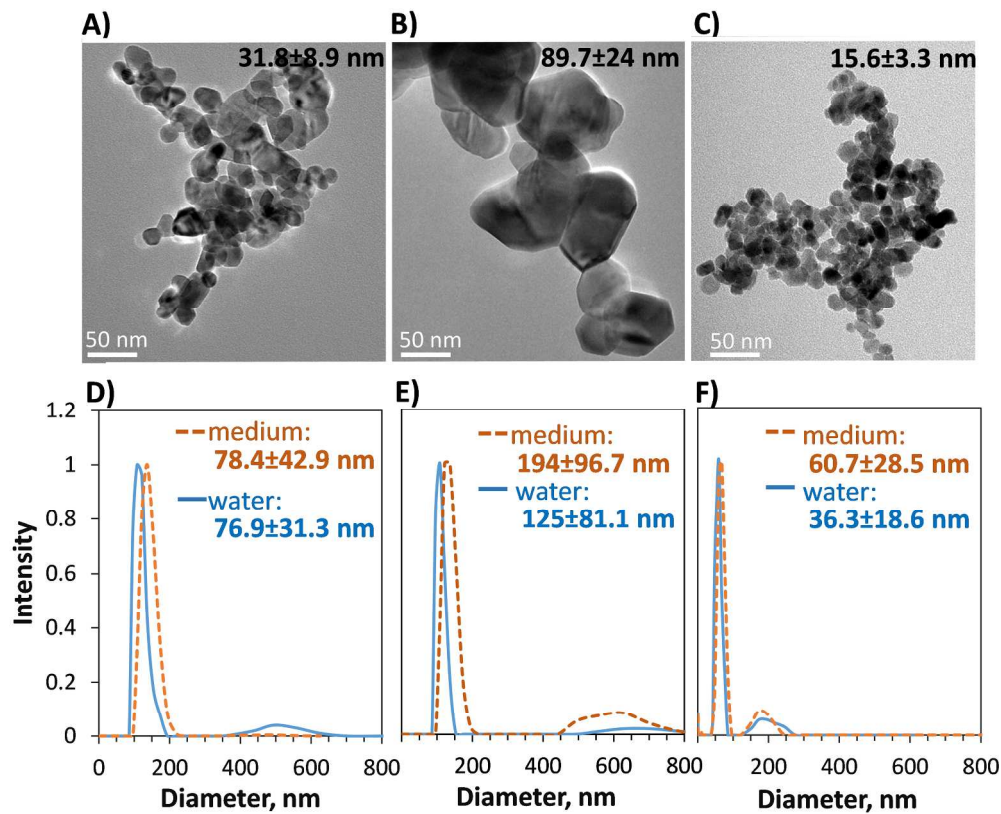 A)
31.8±8.9 nm
50 nm
B)
89.7±24 nm
50 nm
C)
15.6±3.3 nm
50 nm
D)
Intensity
1.2
1
0.8
0.6
0.4
0.2
0
medium:
78.4±42.9 nm
water:
76.9±31.3 nm
0 200 400 600 800
Diameter, nm
E)
medium:
194±96.7 nm
water:
125±81.1 nm
200 400 600 800
Diameter, nm
F)
medium:
60.7±28.5 nm
water:
36.3±18.6 nm
200 400 600 800
Diameter, nm